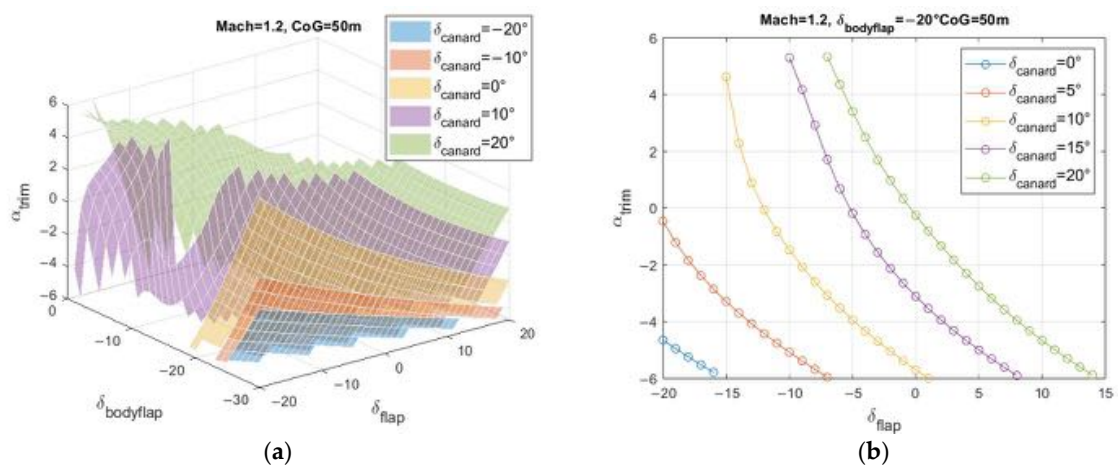 Mach=1.2, CoG=50m
δcanard=−20°
δcanard=−10°
δcanard=0°
δcanard=10°
δcanard=20°
6
4
2
0
−2
−4
−6
αtrim
0
−10
−20
−30
δbodyflap
−20
−10
0
10
20
δflap
(a)
Mach=1.2, δbodyflap=−20°CoG=50m
δcanard=0°
δcanard=5°
δcanard=10°
δcanard=15°
δcanard=20°
6
4
2
0
−2
−4
−6
αtrim
−20
−15
−10
−5
0
5
10
15
δflap
(b)